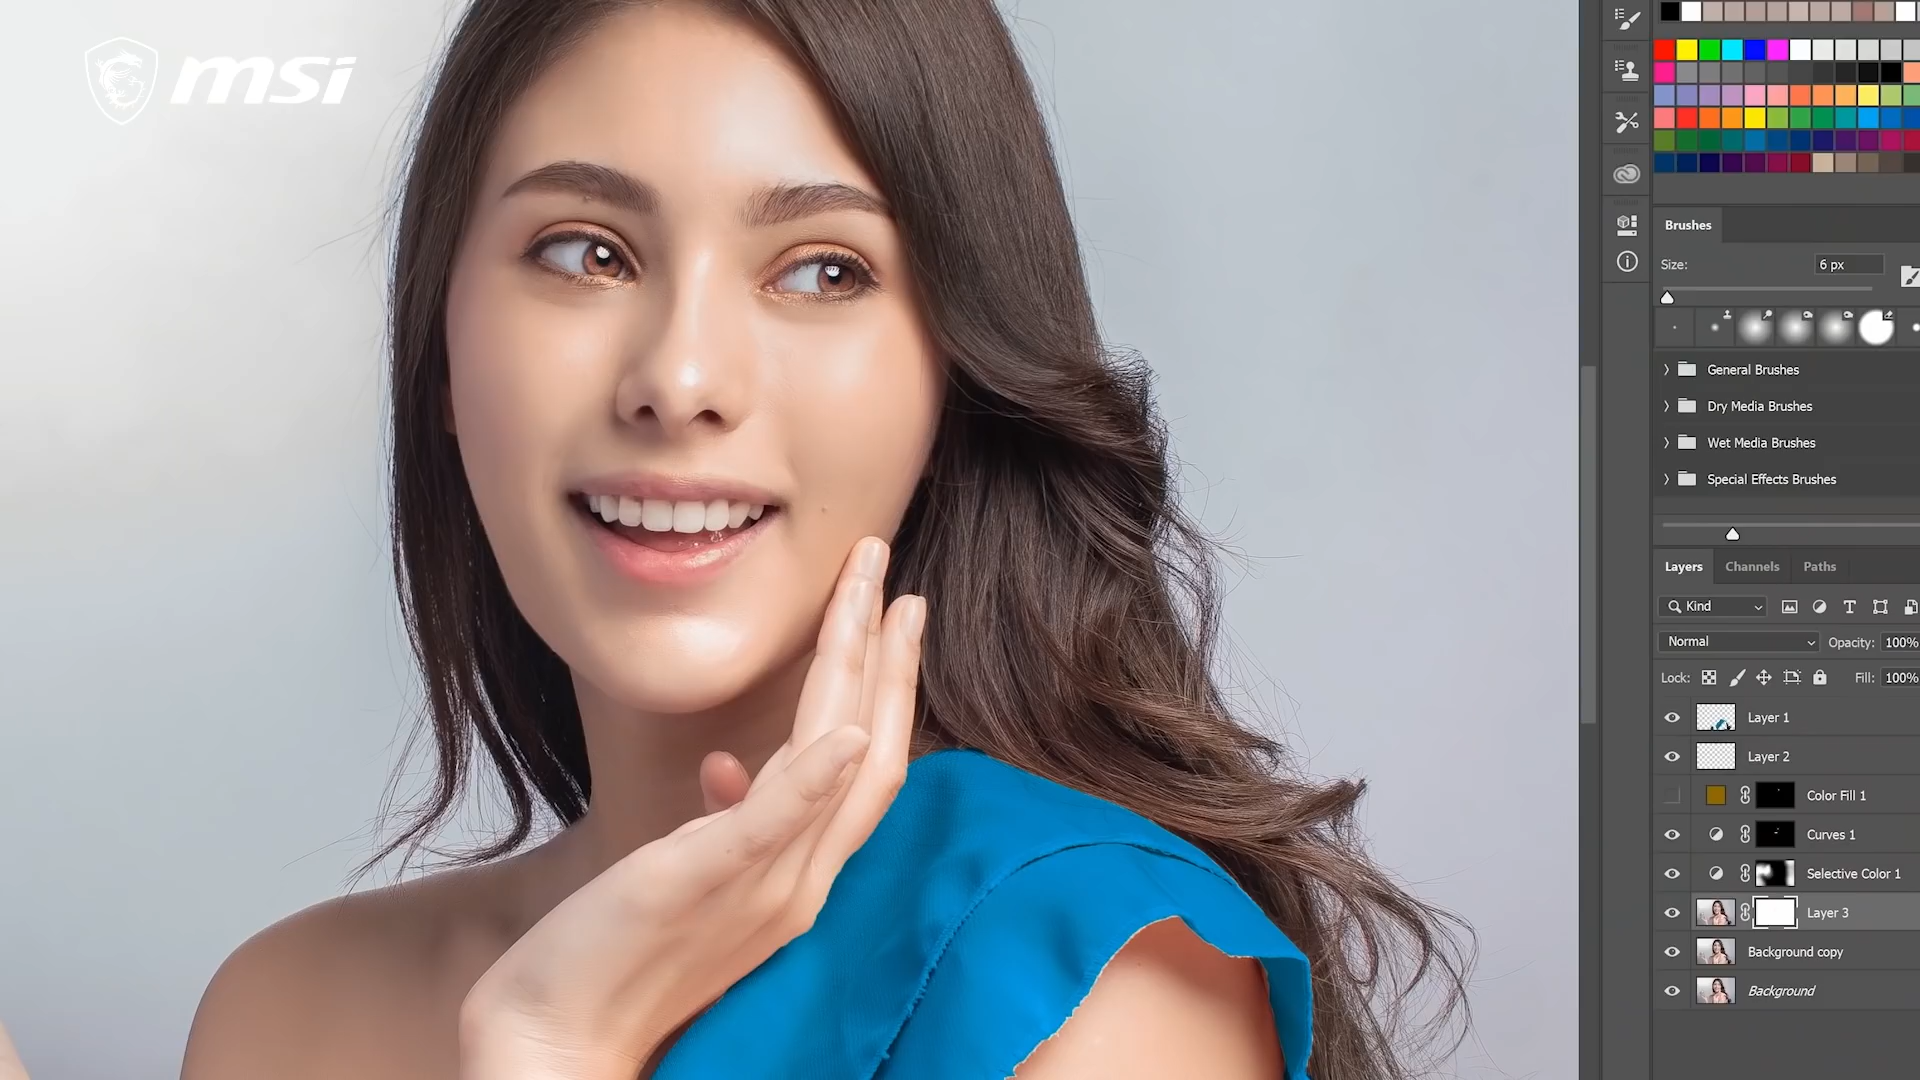 msi
Brushes
Size:
6 px
General Brushes
Dry Media Brushes
Wet Media Brushes
Special Effects Brushes
Layers
Channels
Paths
Kind
Normal
Opacity:
100%
Lock:
Fill:
100%
Layer 1
Layer 2
Color Fill 1
Curves 1
Selective Color 1
Layer 3
Background copy
Background